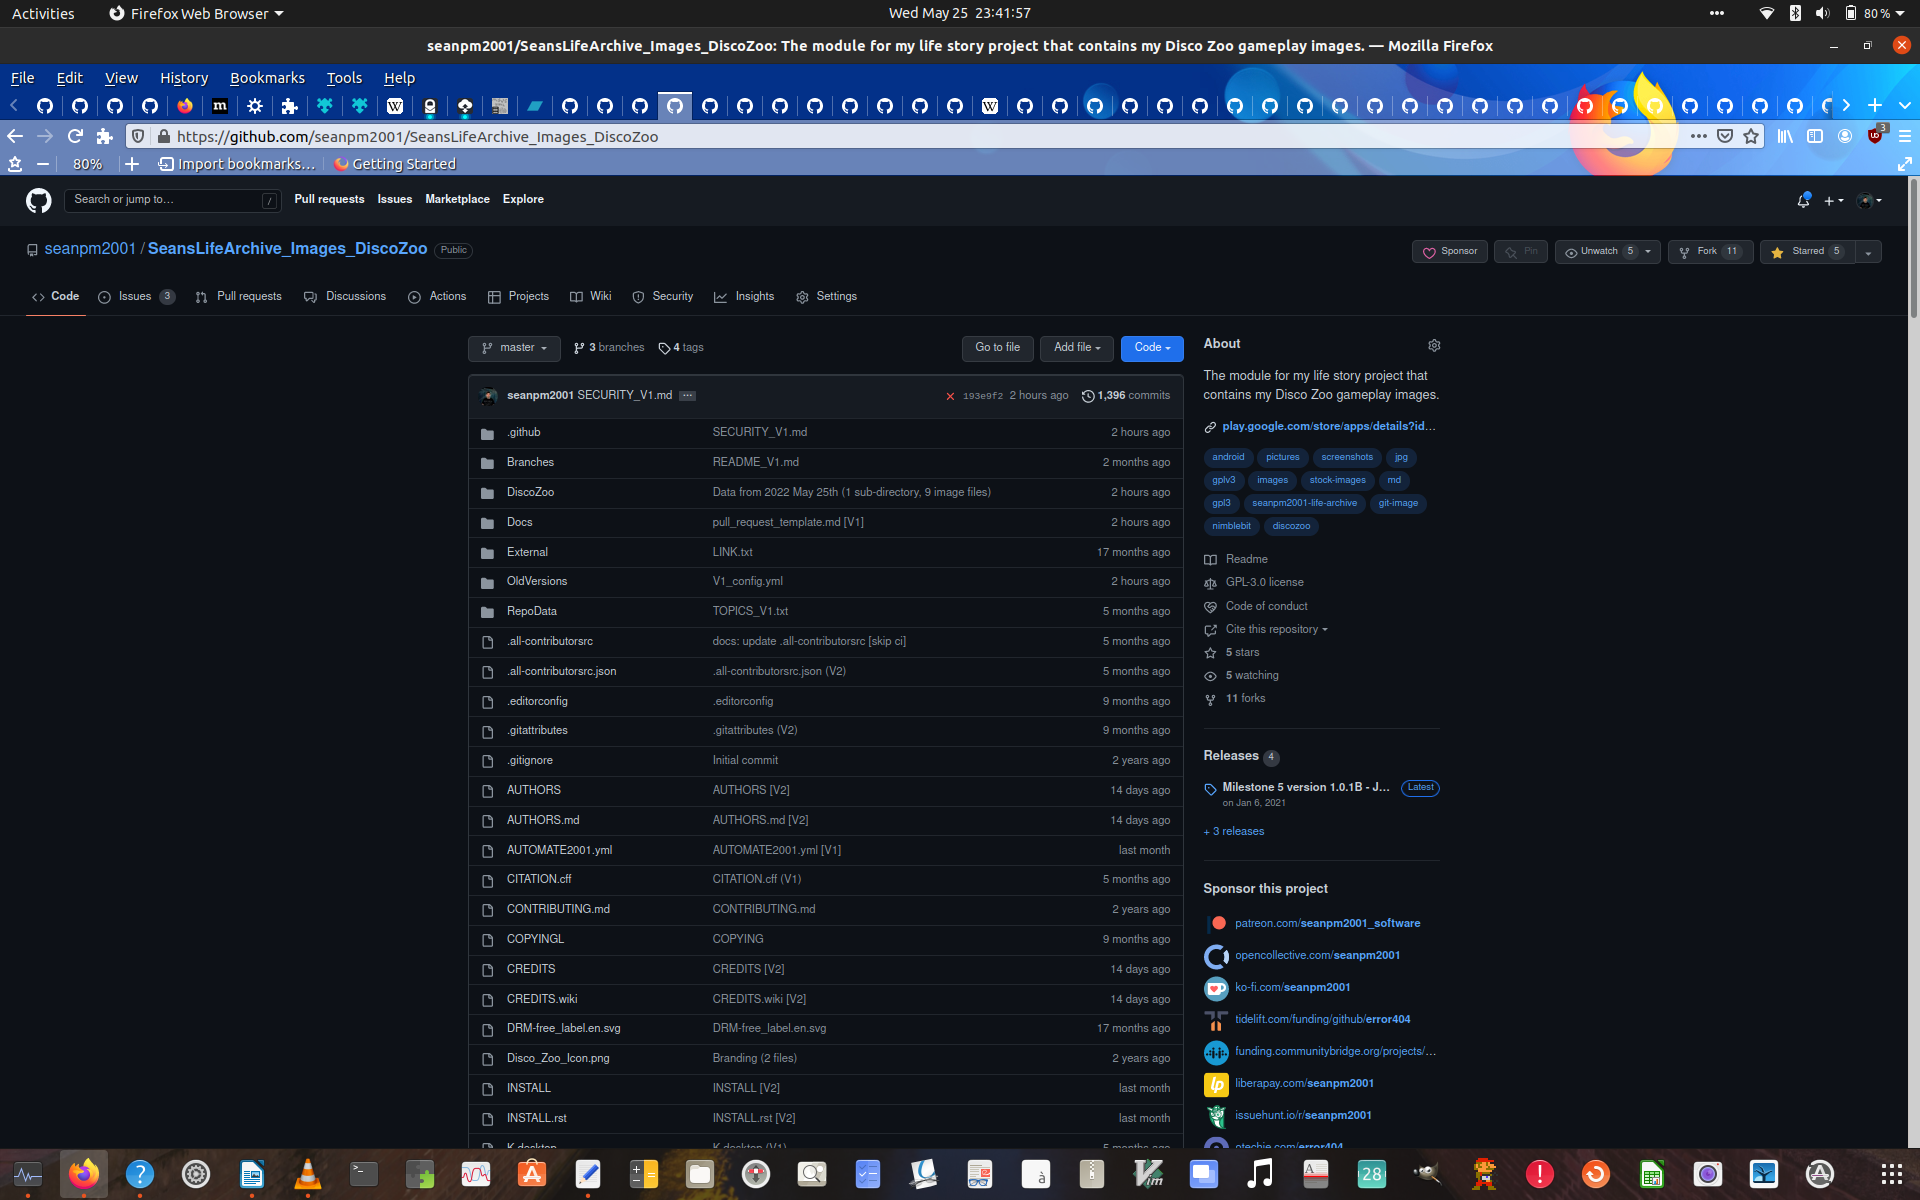 Activities Firefox Web Browser Wed May 25 23:41:57 80 %
seanpm2001/SeansLifeArchive_Images_DiscoZoo: The module for my life story project that contains my Disco Zoo gameplay images. — Mozilla Firefox
File Edit View History Bookmarks Tools Help
https://github.com/seanpm2001/SeansLifeArchive_Images_DiscoZoo 3
80% Import bookmarks... Getting Started
Search or jump to... / Pull requests Issues Marketplace Explore
seanpm2001 / SeansLifeArchive_Images_DiscoZoo Public Sponsor Pin Unwatch 5 Fork 11 Starred 5
Code Issues 3 Pull requests Discussions Actions Projects Wiki Security Insights Settings
master 3 branches 4 tags Go to file Add file Code
seanpm2001 SECURITY_V1.md ... 193e9f2 2 hours ago 1,396 commits
.github SECURITY_V1.md 2 hours ago
Branches README_V1.md 2 months ago
DiscoZoo Data from 2022 May 25th (1 sub-directory, 9 image files) 2 hours ago
Docs pull_request_template.md [V1] 2 hours ago
External LINK.txt 17 months ago
OldVersions V1_config.yml 2 hours ago
RepoData TOPICS_V1.txt 5 months ago
.all-contributorsrc docs: update .all-contributorsrc [skip ci] 5 months ago
.all-contributorsrc.json .all-contributorsrc.json (V2) 5 months ago
.editorconfig .editorconfig 9 months ago
.gitattributes .gitattributes (V2) 9 months ago
.gitignore Initial commit 2 years ago
AUTHORS AUTHORS [V2] 14 days ago
AUTHORS.md AUTHORS.md [V2] 14 days ago
AUTOMATE2001.yml AUTOMATE2001.yml [V1] last month
CITATION.cff CITATION.cff (V1) 5 months ago
CONTRIBUTING.md CONTRIBUTING.md 2 years ago
COPYINGL COPYING 9 months ago
CREDITS CREDITS [V2] 14 days ago
CREDITS.wiki CREDITS.wiki [V2] 14 days ago
DRM-free_label.en.svg DRM-free_label.en.svg 17 months ago
Disco_Zoo_Icon.png Branding (2 files) 2 years ago
INSTALL INSTALL [V2] last month
INSTALL.rst INSTALL.rst [V2] last month
About
The module for my life story project that
contains my Disco Zoo gameplay images.
play.google.com/store/apps/details?id...
android pictures screenshots jpg
gplv3 images stock-images md
gpl3 seanpm2001-life-archive git-image
nimblebit discozoo
Readme
GPL-3.0 license
Code of conduct
Cite this repository
5 stars
5 watching
11 forks
Releases 4
Milestone 5 version 1.0.1B - J... Latest
on Jan 6, 2021
+ 3 releases
Sponsor this project
patreon.com/seanpm2001_software
opencollective.com/seanpm2001
ko-fi.com/seanpm2001
tidelift.com/funding/github/error404
funding.communitybridge.org/projects/...
liberapay.com/seanpm2001
issuehunt.io/r/seanpm2001
28